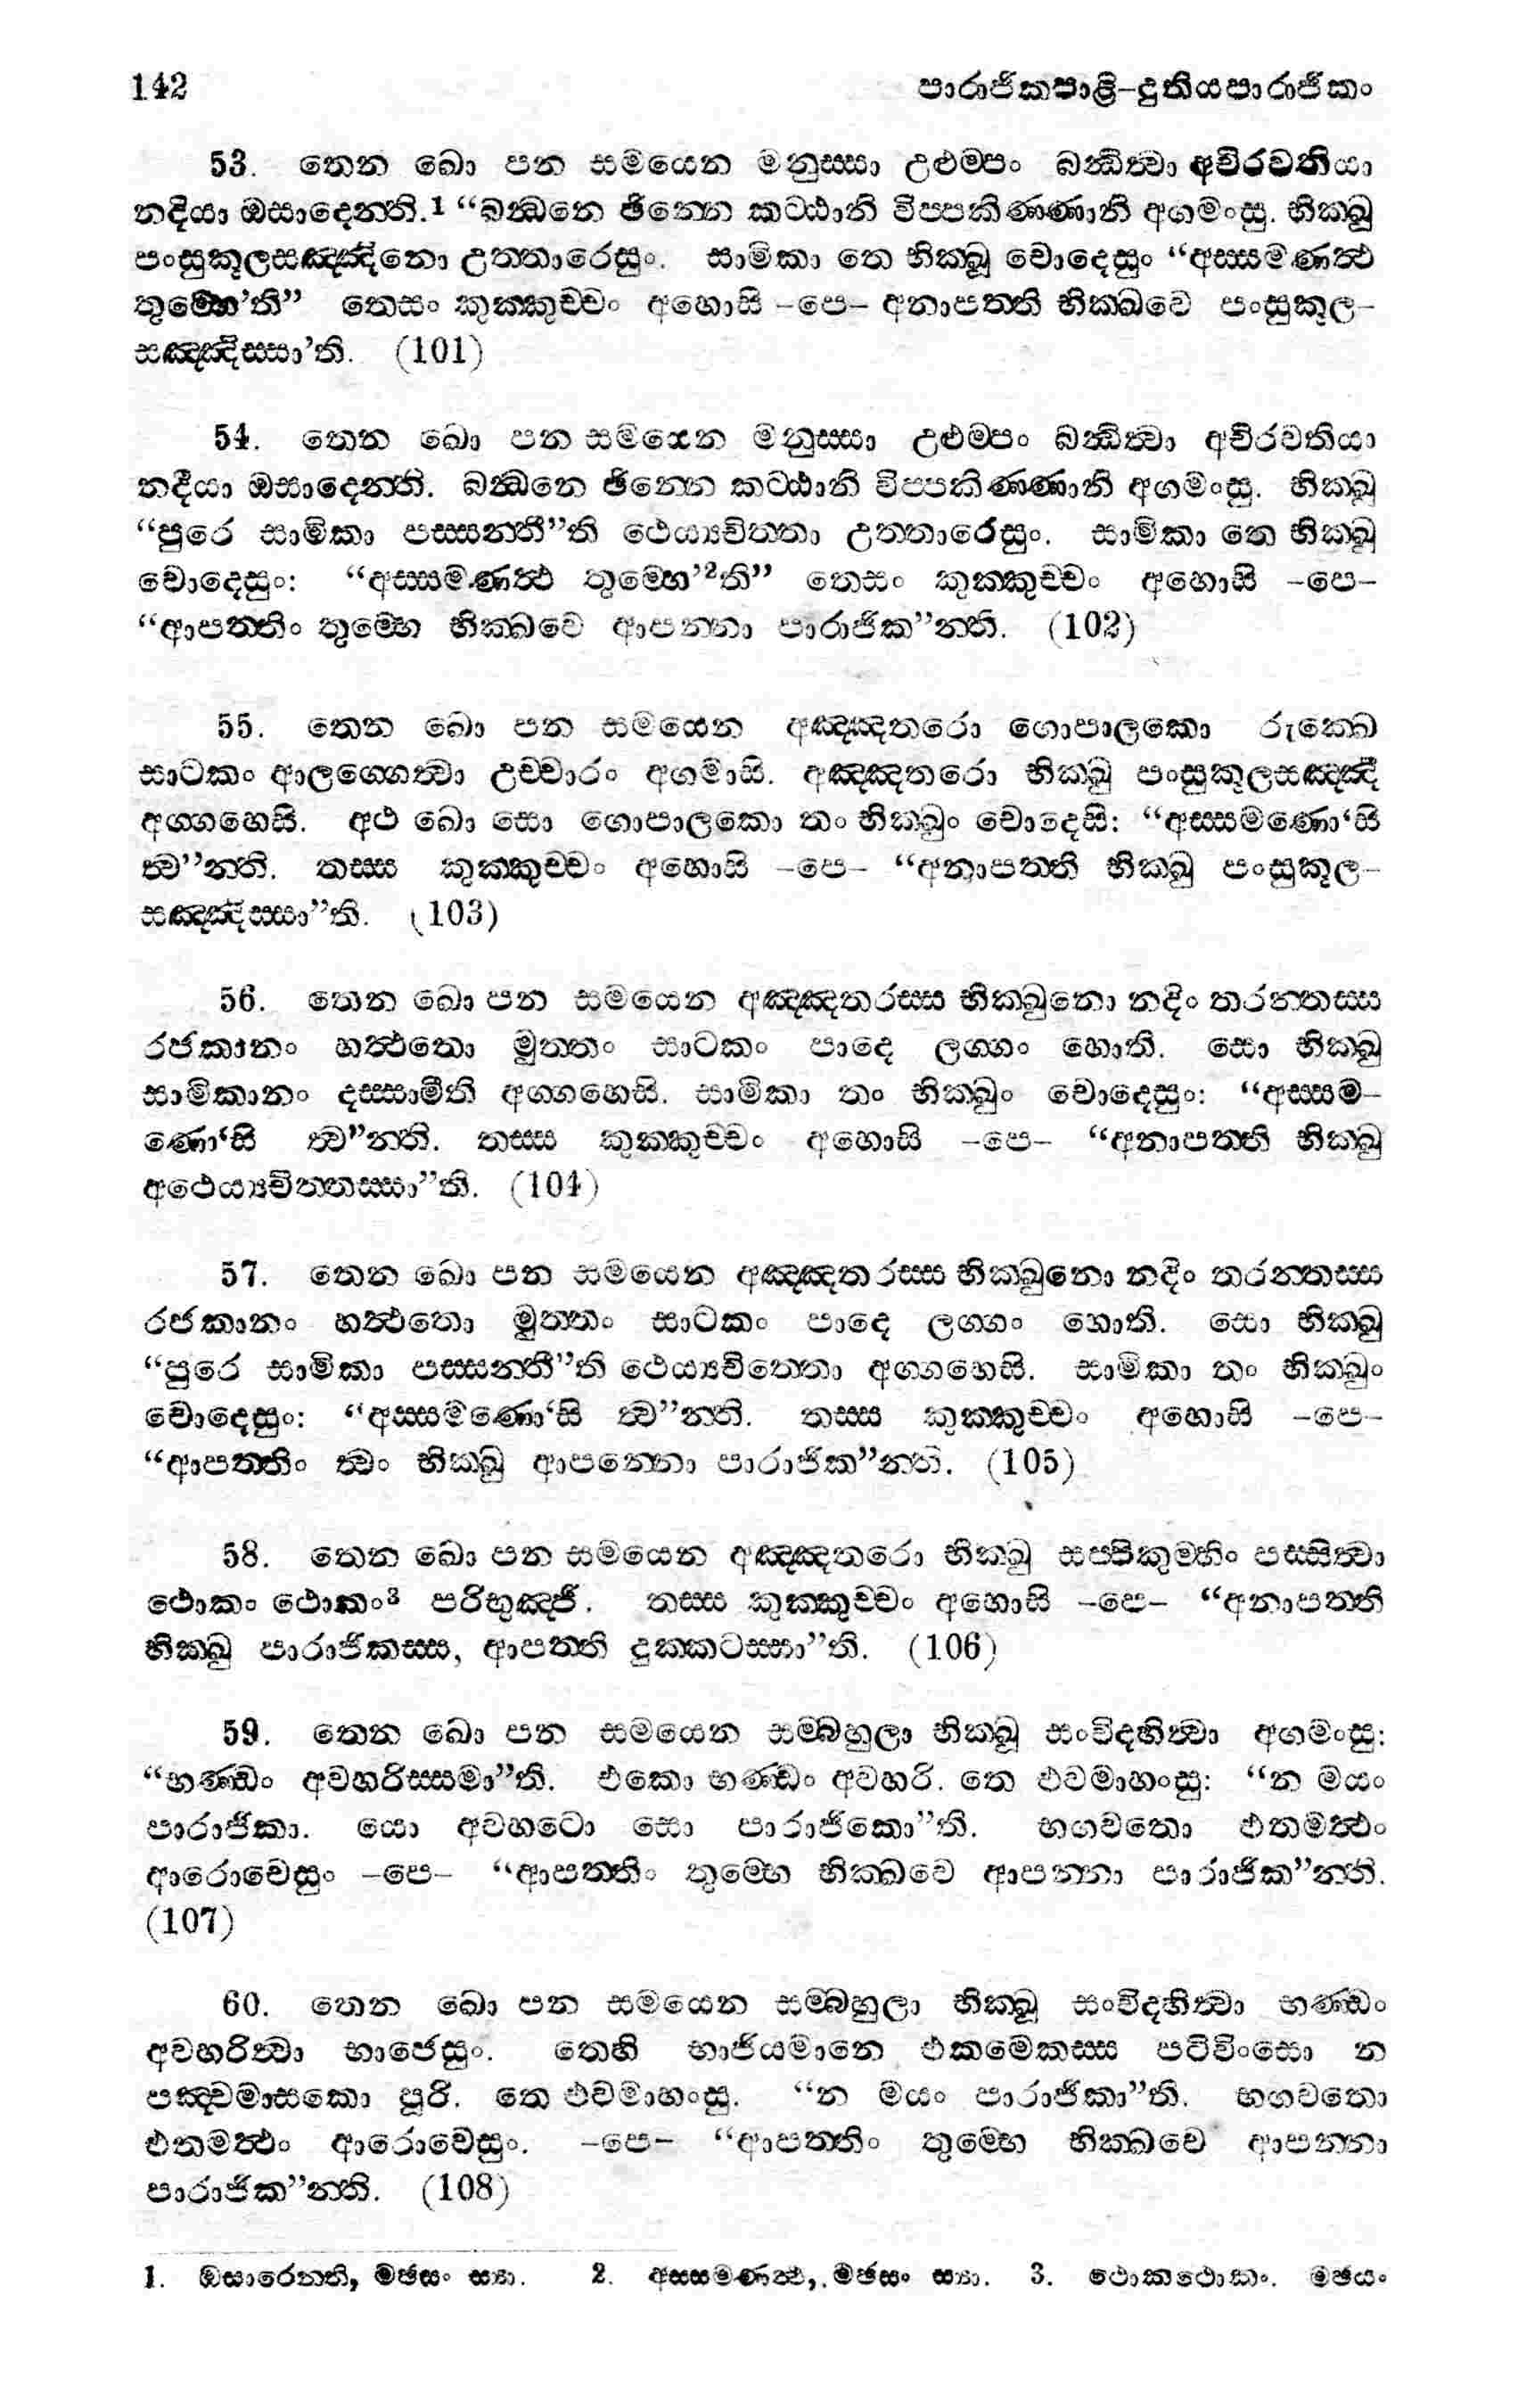 142 පාරාජිකපාළි-දුතියපාරාජිකං
53. තෙන ඛො පන සමයෙන මනුස්සා උළුම්පං බන්ධිත්වා අචිරවතියා
නදියා ඔසාදෙන්ති.1 “බන්ධනෙ ඡින්නෙ කට්ඨානි විප්පකිණ්ණානි අගමංසු. භික්ඛූ
පංසුකූලසඤ්ඤිනො උත්තාරෙසුං. සාමිකා තෙ භික්ඛූ චොදෙසුං “අස්සමණත්ථ
තුම්හෙ’ති” තෙසං කුක්කුච්චං අහොසි -පෙ- අනාපත්ති භික්ඛවෙ පංසුකූල-
සඤ්ඤිස්සා’ති. (101)
54. තෙන ඛො පන සමයෙන මනුස්සා උළුම්පං බන්ධිත්වා අචිරවතියා
නදීයා ඔසාදෙන්ති. බන්ධනෙ ඡින්නෙ කට්ඨානි විප්පකිණ්ණානි අගමංසු. භික්ඛූ
“පුරෙ සාමිකා පස්සන්තී”ති ථෙය්‍යචිත්තා උත්තාරෙසුං. සාමිකා තෙ භික්ඛූ
චොදෙසුං: “අස්සමණත්ථ තුම්හෙ’2ති” තෙසං කුක්කුච්චං අහොසි -පෙ-
“ආපත්තිං තුම්හෙ භික්ඛවෙ ආපන්නා පාරාජික”න්ති. (102)
55. තෙන ඛො පන සමයෙන අඤ්ඤතරො ගොපාලකො රුක්ඛෙ
සාටකං ආලග්ගෙත්වා උච්චාරං අගමාසි. අඤ්ඤතරො භික්ඛු පංසුකූලසඤ්ඤී
අග්ගහෙසි. අථ ඛො සො ගොපාලකො තං භික්ඛුං චොදෙසි: “අස්සමණො‘සි
ත්ව”න්ති. තස්ස කුක්කුච්චං අහොසි -පෙ- “අනාපත්ති භික්ඛු පංසුකූල-
සඤ්ඤිස්සා”ති. (103)
56. තෙන ඛො පන සමයෙන අඤ්ඤතරස්ස භික්ඛුනො නදිං තරන්තස්ස
රජකානං හත්ථතො මුත්තං සාටකං පාදෙ ලග්ගං හොති. සො භික්ඛු
සාමිකානං දස්සාමීති අග්ගහෙසි. සාමිකා තං භික්ඛුං චොදෙසුං: “අස්සම-
ණො‘සි ත්ව”න්ති. තස්ස කුක්කුච්චං අහොසි -පෙ- “අනාපත්ති භික්ඛු
අථෙය්‍යචිත්තස්සා”ති. (104)
57. තෙන ඛො පන සමයෙන අඤ්ඤතරස්ස භික්ඛුනො නදිං තරන්තස්ස
රජකානං හත්ථතො මුත්තං සාටකං පාදෙ ලග්ගං හොති. සො භික්ඛු
“පුරෙ සාමිකා පස්සන්තී”ති ථෙය්‍යචිත්තො අග්ගහෙසි. සාමිකා තං භික්ඛුං
චොදෙසුං: “අස්සමණො‘සි ත්ව”න්ති. තස්ස කුක්කුච්චං අහොසි -පෙ-
“ආපත්තිං ත්වං භික්ඛු ආපන්නො පාරාජික”න්ති. (105)
58. තෙන ඛො පන සමයෙන අඤ්ඤතරො භික්ඛු සප්පිකුම්භිං පස්සිත්වා
ථොකං ථොකං3 පරිභුඤ්ජි. තස්ස කුක්කුච්චං අහොසි -පෙ- “අනාපත්ති
භික්ඛු පාරාජිකස්ස, ආපත්ති දුක්කටස්සා”ති. (106)
59. තෙන ඛො පන සමයෙන සම්බහුලා භික්ඛූ සංවිදහිත්වා අගමංසු:
“භණ්ඩං අවහරිස්සමා”ති. එකො භණ්ඩං අවහරි. තෙ එවමාහංසු: “න මයං
පාරාජිකා. යො අවහටො සො පාරාජිකො”ති. භගවතො එතමත්ථං
ආරොචෙසුං -පෙ- “ආපත්තිං තුම්හෙ භික්ඛවෙ ආපන්නා පාරාජික”න්ති.
(107)
60. තෙන ඛො පන සමයෙන සම්බහුලා භික්ඛූ සංවිදහිත්වා භණ්ඩං
අවහරිත්වා භාජෙසුං. තෙහි භාජියමානෙ එකමෙකස්ස පටිවිංසො න
පඤ්චමාසකො පූරි. තෙ එවමාහංසු. “න මයං පාරාජිකා”ති. භගවතො
එතමත්ථං ආරොචෙසුං. -පෙ- “ආපත්තිං තුම්හෙ භික්ඛවෙ ආපන්නා
පාරාජික”න්ති. (108)
1. ඔසාරෙන්ති, මඡසං ස්‍යා. 2. අස්සමණත්ථ, මඡසං ස්‍යා. 3. ථොකථොකං. මඡයං